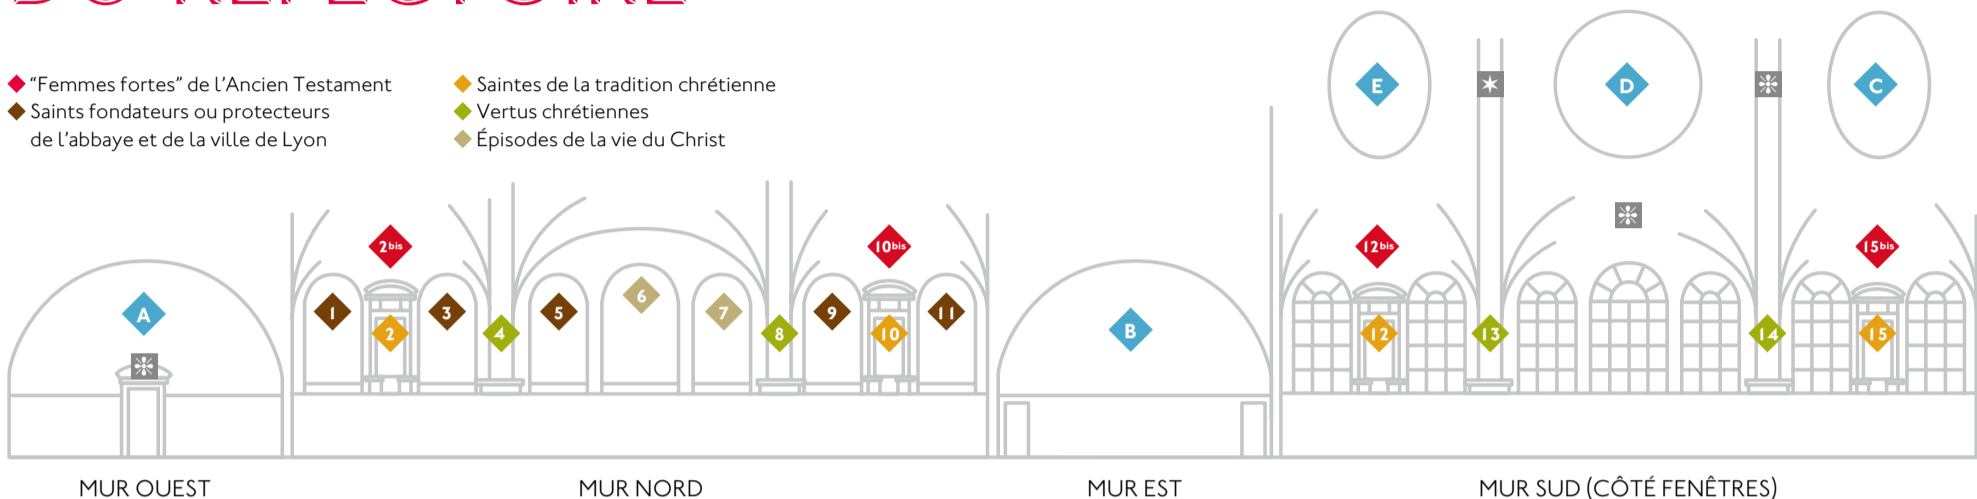 DU RÉFECTOIRE
"Femmes fortes" de l'Ancien Testament
Saints fondateurs ou protecteurs
de l'abbaye et de la ville de Lyon
Saintes de la tradition chrétienne
Vertus chrétiennes
Épisodes de la vie du Christ
E
D
C
2bis
10bis
12bis
15bis
A
1
2
3
4
5
6
7
8
9
10
11
B
12
13
14
15
MUR OUEST
MUR NORD
MUR EST
MUR SUD (CÔTÉ FENÊTRES)